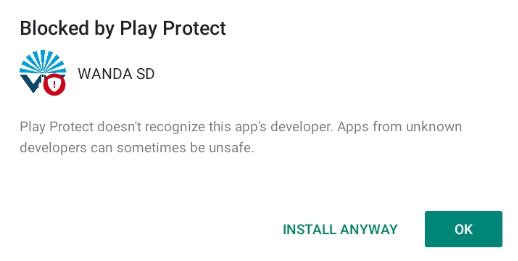 Blocked by Play Protect
WANDA SD
Play Protect doesn't recognize this app's developer. Apps from unknown
developers can sometimes be unsafe.
INSTALL ANYWAY
OK